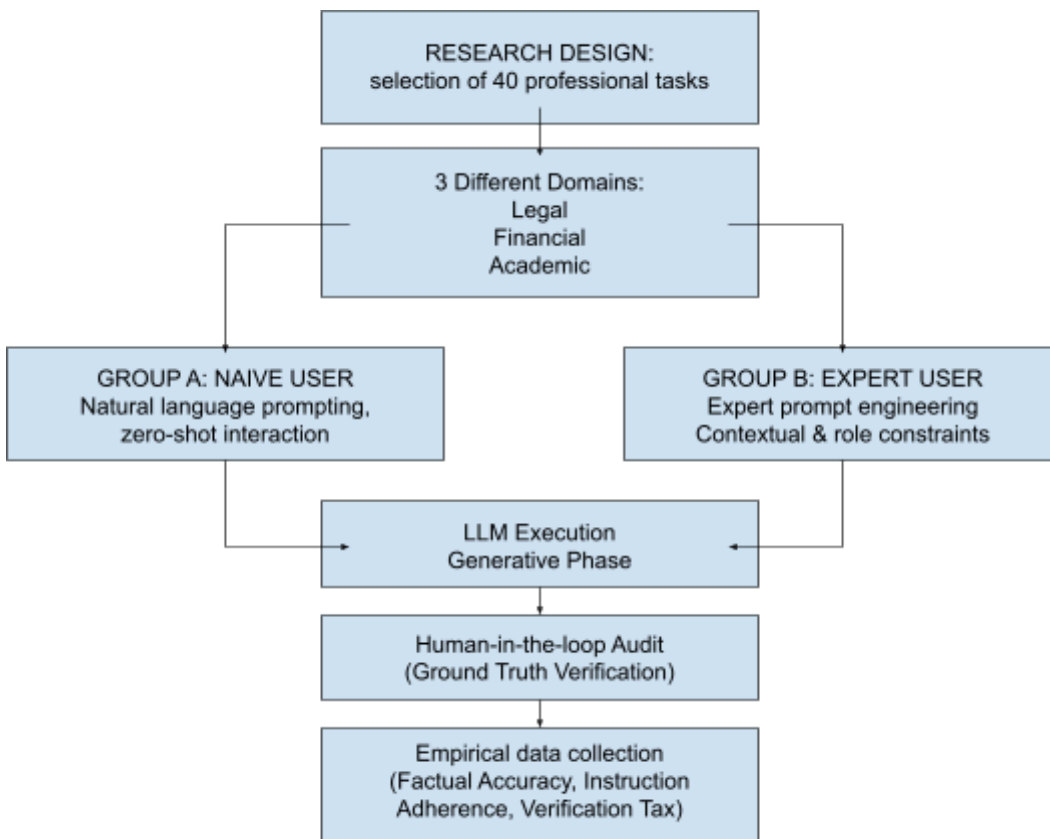 RESEARCH DESIGN:
selection of 40 professional tasks
3 Different Domains:
Legal
Financial
Academic
GROUP A: NAIVE USER
Natural language prompting,
zero-shot interaction
GROUP B: EXPERT USER
Expert prompt engineering
Contextual & role constraints
LLM Execution
Generative Phase
Human-in-the-loop Audit
(Ground Truth Verification)
Empirical data collection
(Factual Accuracy, Instruction
Adherence, Verification Tax)